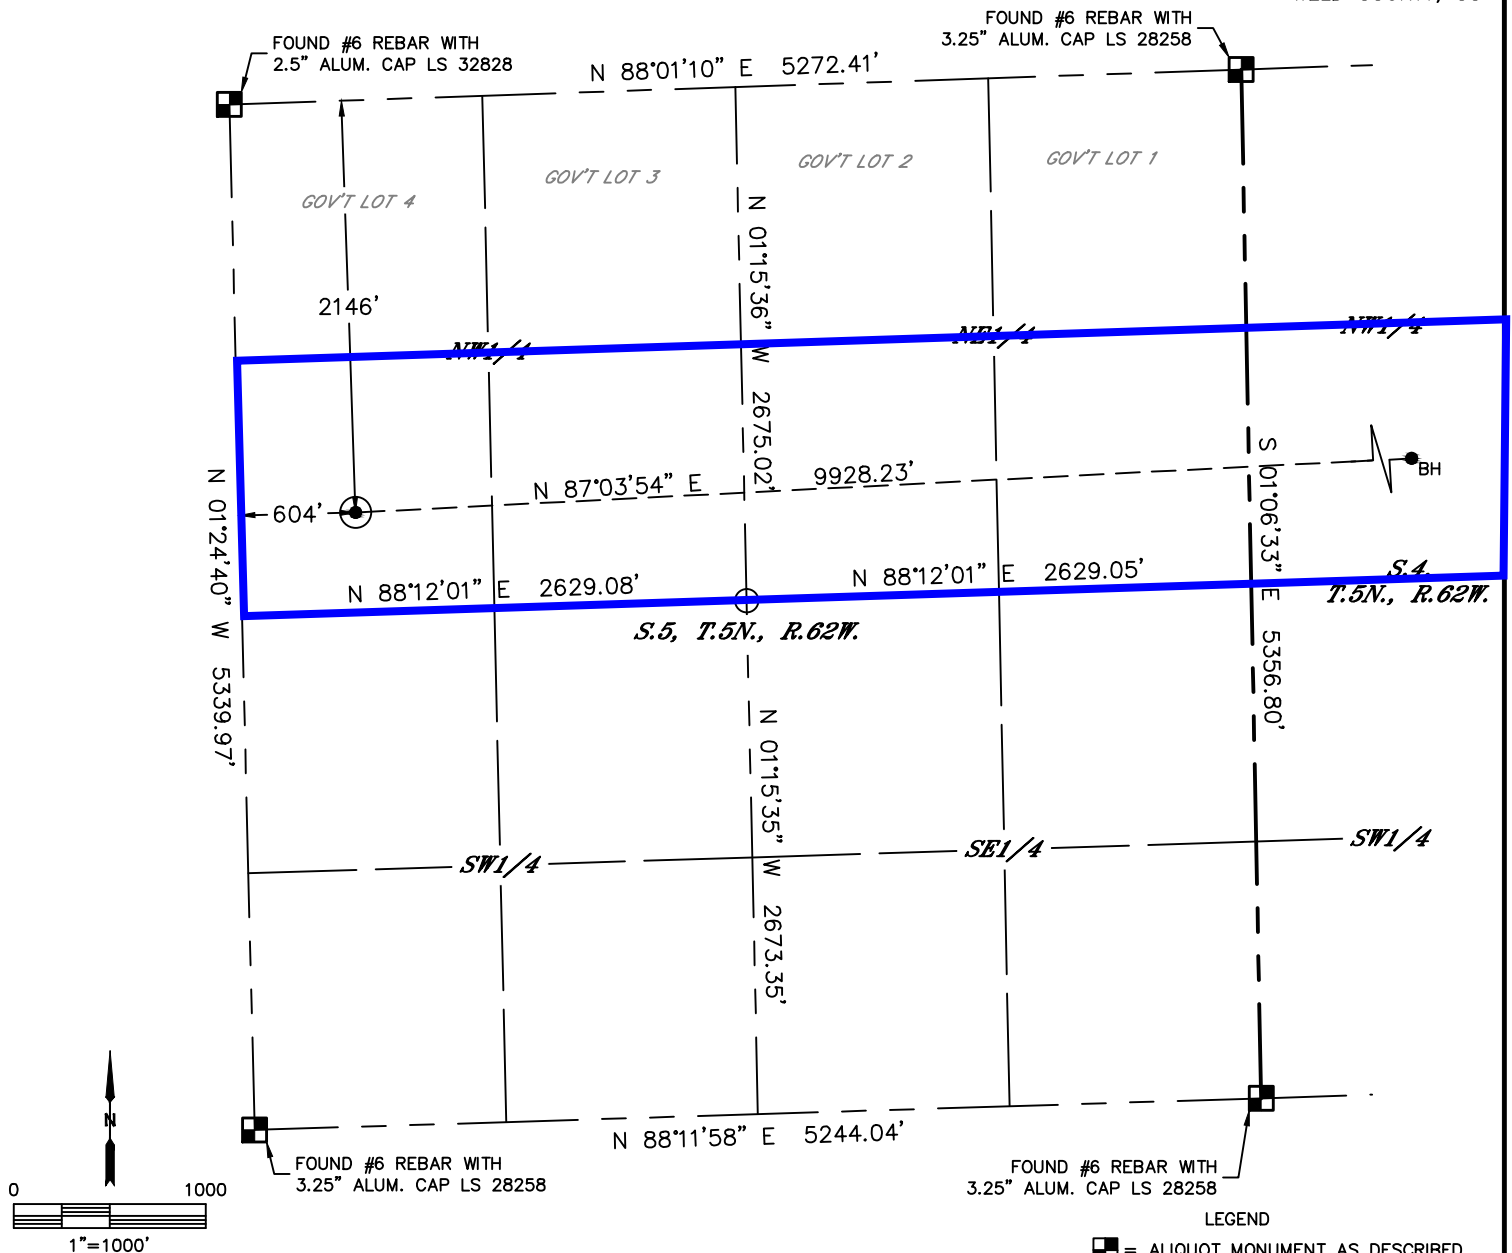 FOUND #6 REBAR WITH
3.25" ALUM. CAP LS 28258
FOUND #6 REBAR WITH
2.5" ALUM. CAP LS 32828
N 88°01'10" E 5272.41'
GOV'T LOT 4
GOV'T LOT 3
GOV'T LOT 2
GOV'T LOT 1
2146'
N 01°15'36" W 2675.02'
NW1/4
NE1/4
NW1/4
N 87°03'54" E 9928.23'
BH
604'
N 01°24'40" W 5339.97'
S 01°06'33" E 5356.80'
N 88°12'01" E 2629.08'
N 88°12'01" E 2629.05'
S.4,
T.5N., R.62W.
S.5, T.5N., R.62W.
N 01°15'35" W 2673.35'
SW1/4
SE1/4
SW1/4
N
N 88°11'58" E 5244.04'
FOUND #6 REBAR WITH
3.25" ALUM. CAP LS 28258
FOUND #6 REBAR WITH
3.25" ALUM. CAP LS 28258
0 1000
1"=1000'
LEGEND
= ALIQUOT MONUMENT AS DESCRIBED